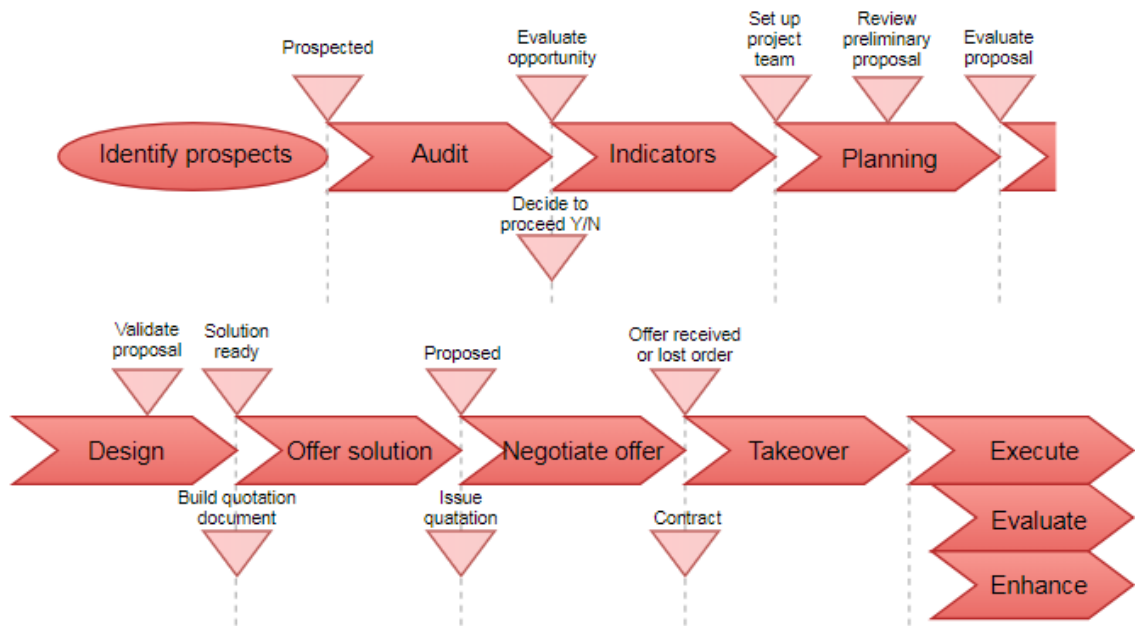 Prospected
Evaluate
opportunity
Set up
project
team
Review
preliminary
proposal
Evaluate
proposal
Identify prospects
Audit
Indicators
Planning
Decide to
proceed Y/N
Validate
proposal
Solution
ready
Proposed
Offer received
or lost order
Design
Offer solution
Negotiate offer
Takeover
Execute
Build quotation
document
Issue
quatation
Contract
Evaluate
Enhance